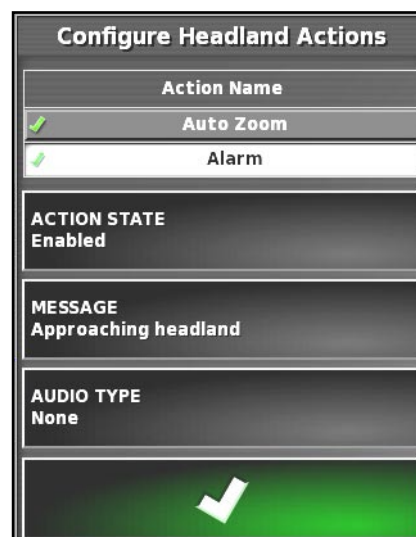 Configure Headland Actions
Action Name
Auto Zoom
Alarm
ACTION STATE
Enabled
MESSAGE
Approaching headland
AUDIO TYPE
None